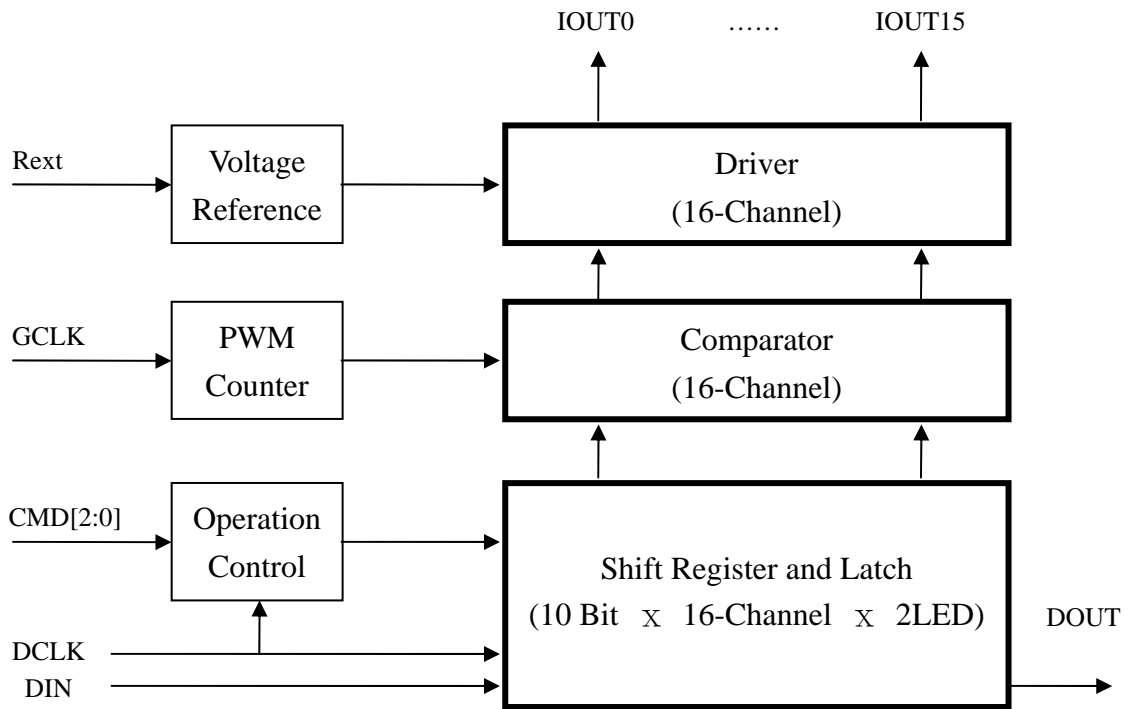 IOUT0 …… IOUT15
Rext
Voltage
Reference
Driver
(16-Channel)
GCLK
PWM
Counter
Comparator
(16-Channel)
CMD[2:0]
Operation
Control
Shift Register and Latch
(10 Bit x 16-Channel x 2LED)
DOUT
DCLK
DIN